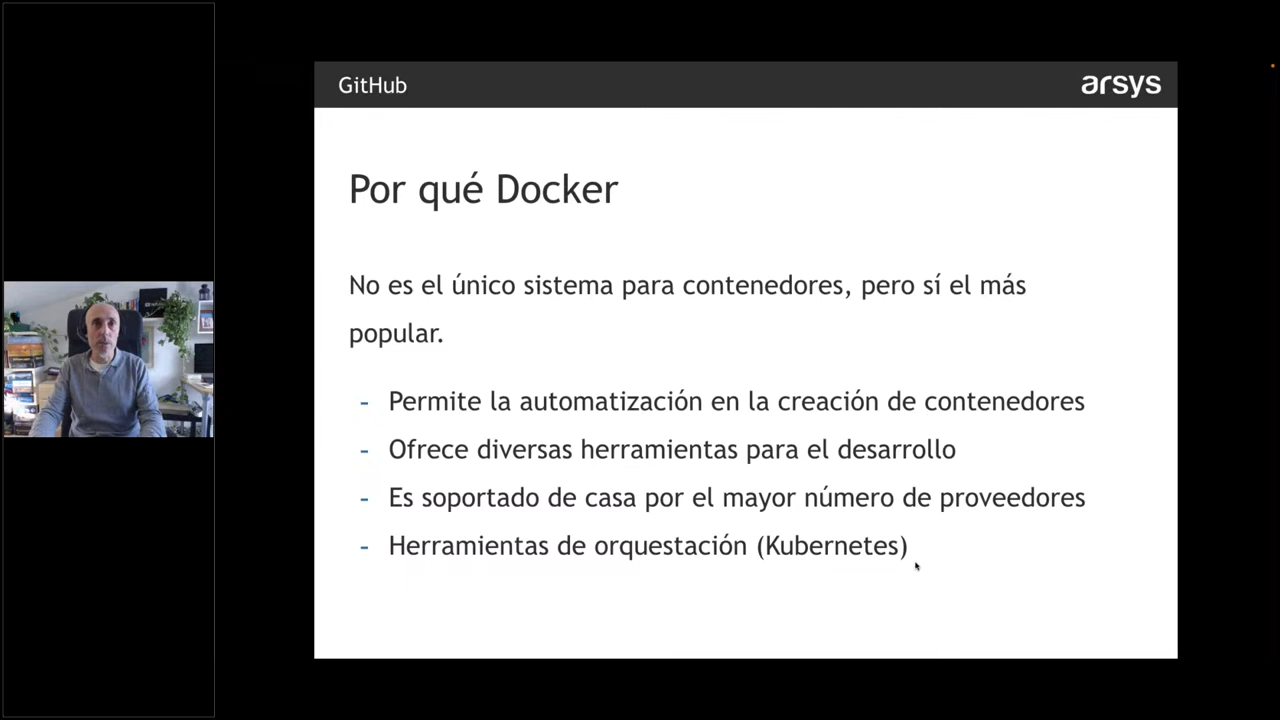 GitHub
arsys
Por qué Docker
No es el único sistema para contenedores, pero sí el más
popular.
- Permite la automatización en la creación de contenedores
- Ofrece diversas herramientas para el desarrollo
- Es soportado de casa por el mayor número de proveedores
- Herramientas de orquestación (Kubernetes)